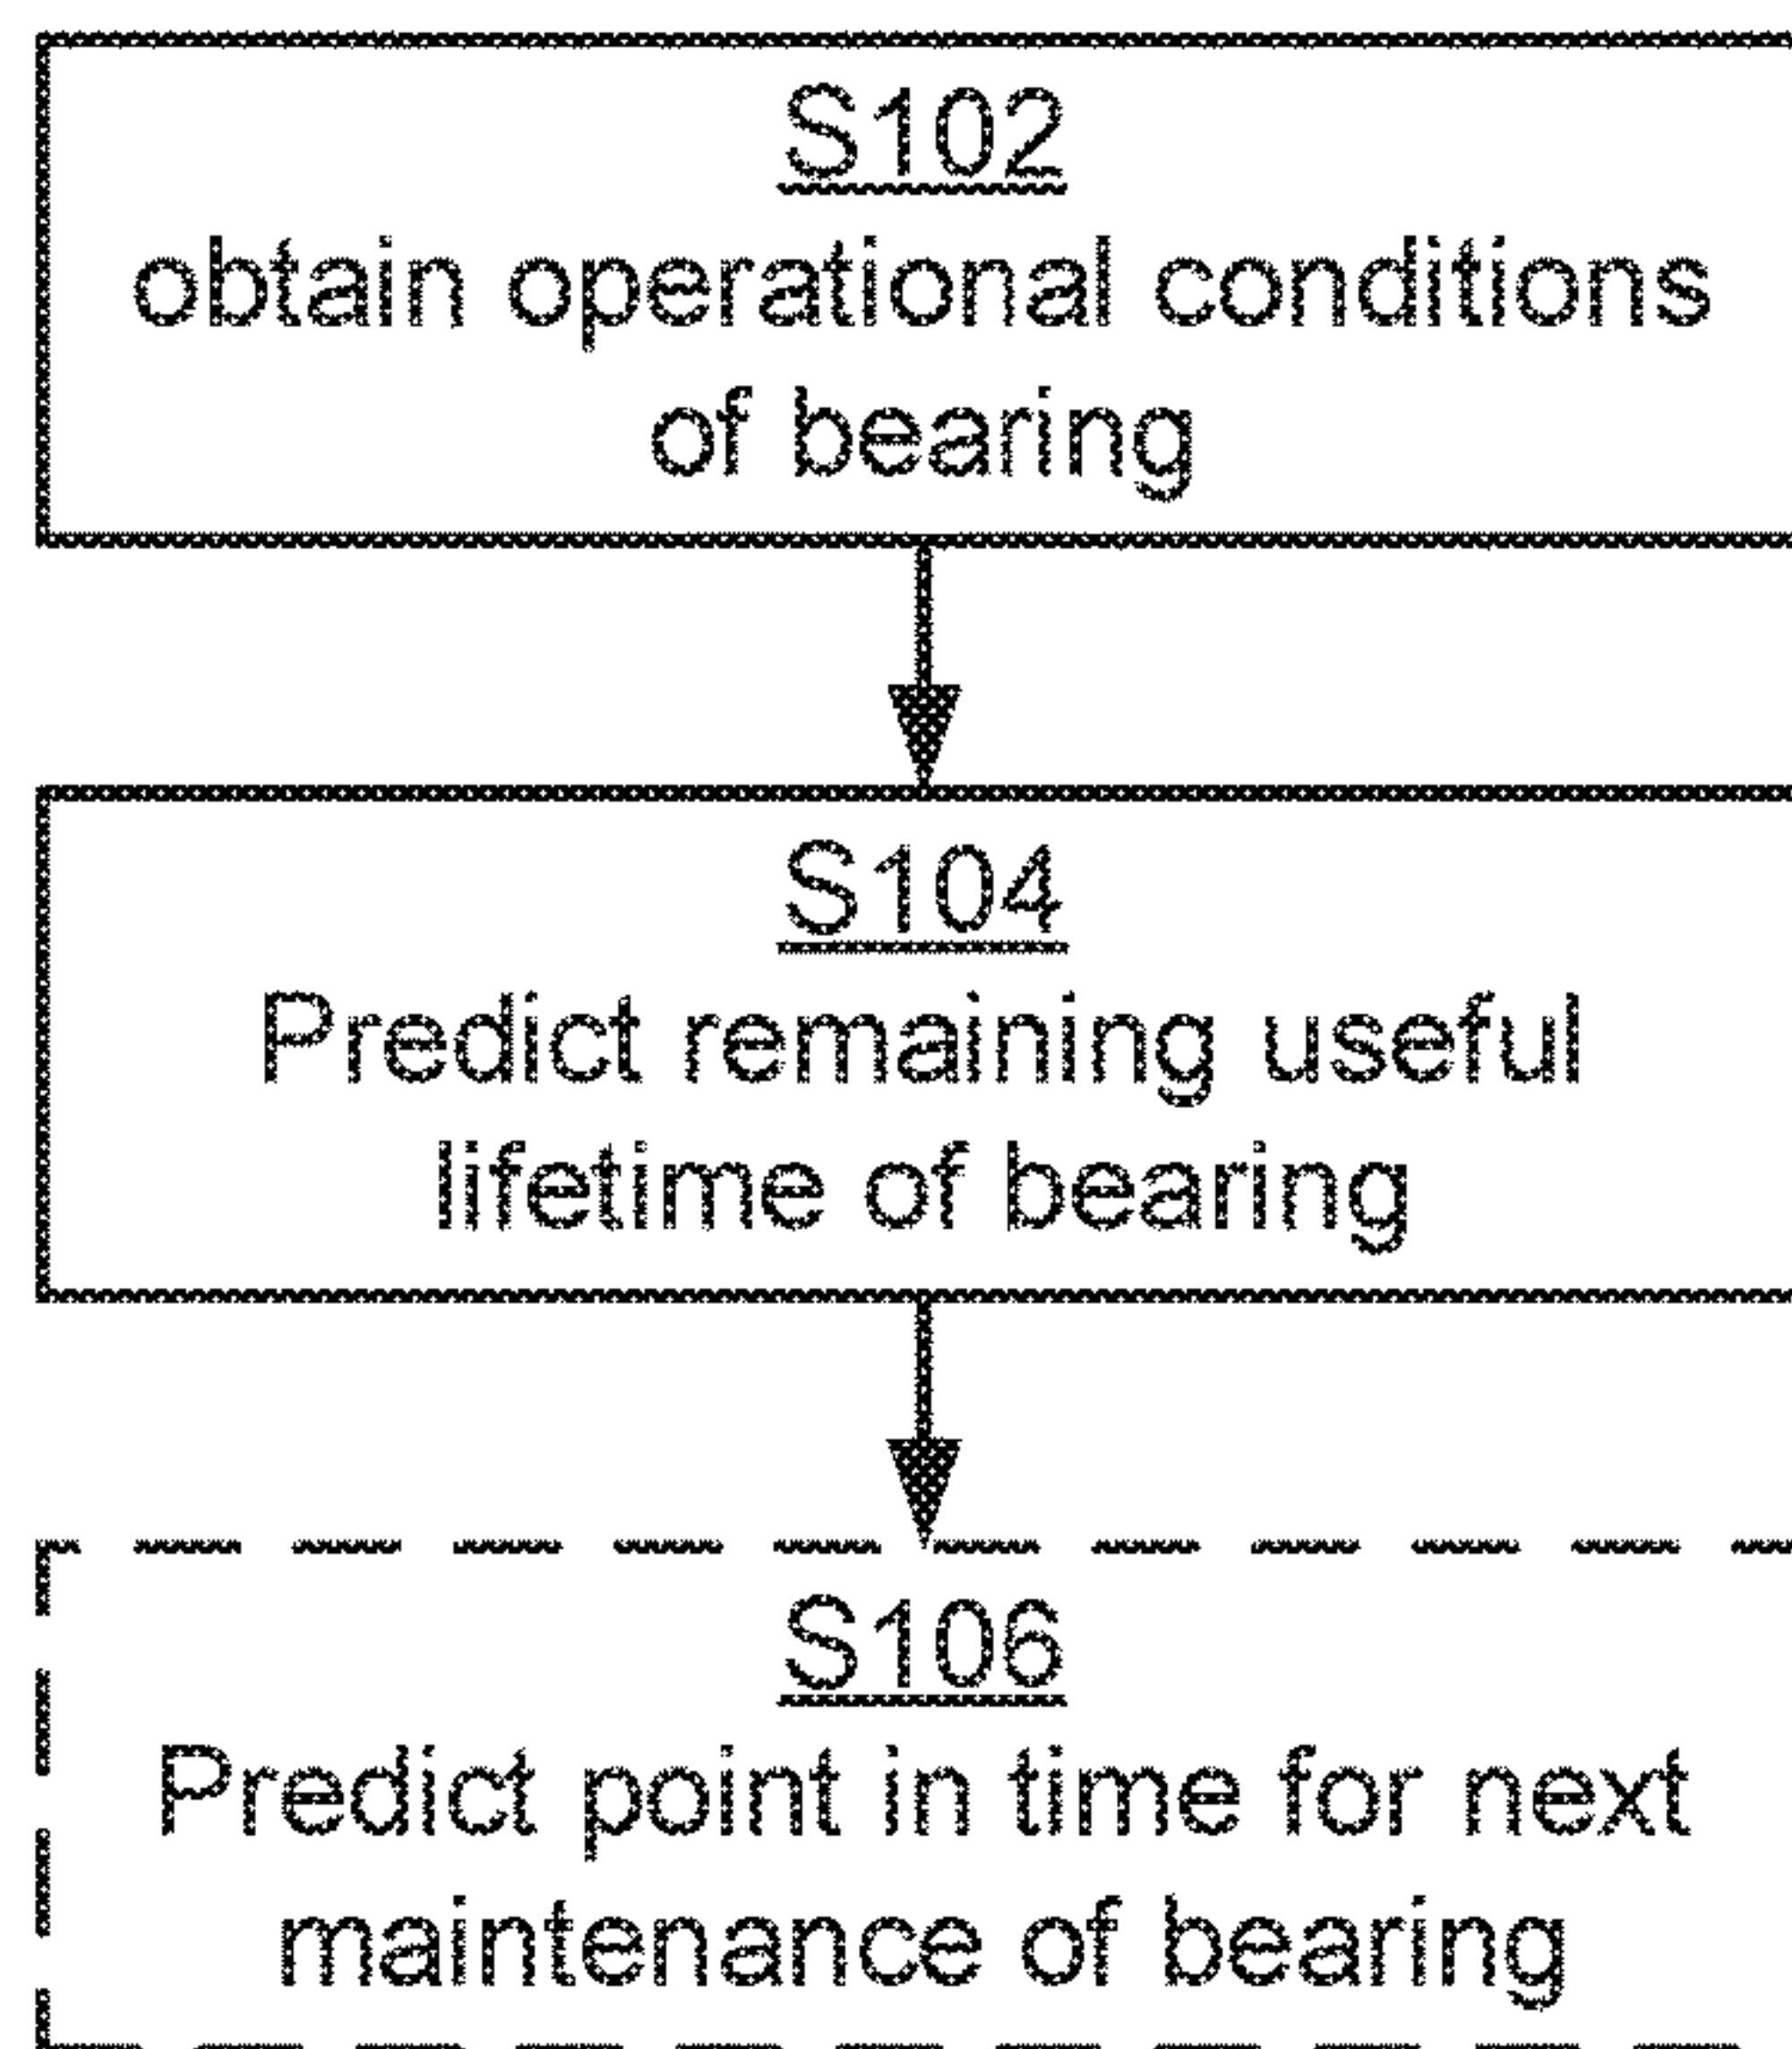 S102
obtain operational conditions
of bearing
S104
Predict remaining useful
lifetime of bearing
S106
Predict point in time for next
maintenance of bearing